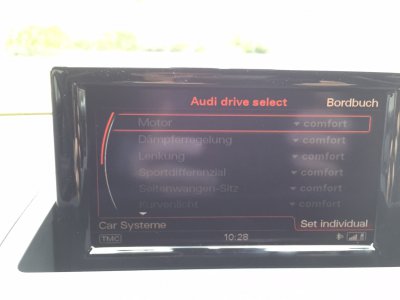 Audi drive select Bordbuch
Motor comfort
Dämpferregelung comfort
Lenkung comfort
Sportdifferenzial comfort
Seitenwangen-Sitz comfort
Kurvenlicht comfort
Car Systeme Set individual
TMC 10:28